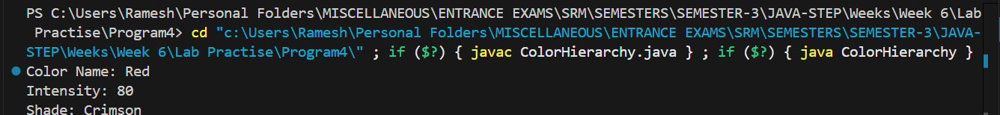 PS C:\Users\Ramesh\Personal Folders\MISCELLANEOUS\ENTRANCE EXAMS\SRM\SEMESTERS\SEMESTER-3\JAVA-STEP\Weeks\Week 6\Lab
 Practise\Program4> cd "c:\Users\Ramesh\Personal Folders\MISCELLANEOUS\ENTRANCE EXAMS\SRM\SEMESTERS\SEMESTER-3\JAVA-
STEP\Weeks\Week 6\Lab Practise\Program4\" ; if ($?) { javac ColorHierarchy.java } ; if ($?) { java ColorHierarchy }
Color Name: Red
Intensity: 80
Shade: Crimson